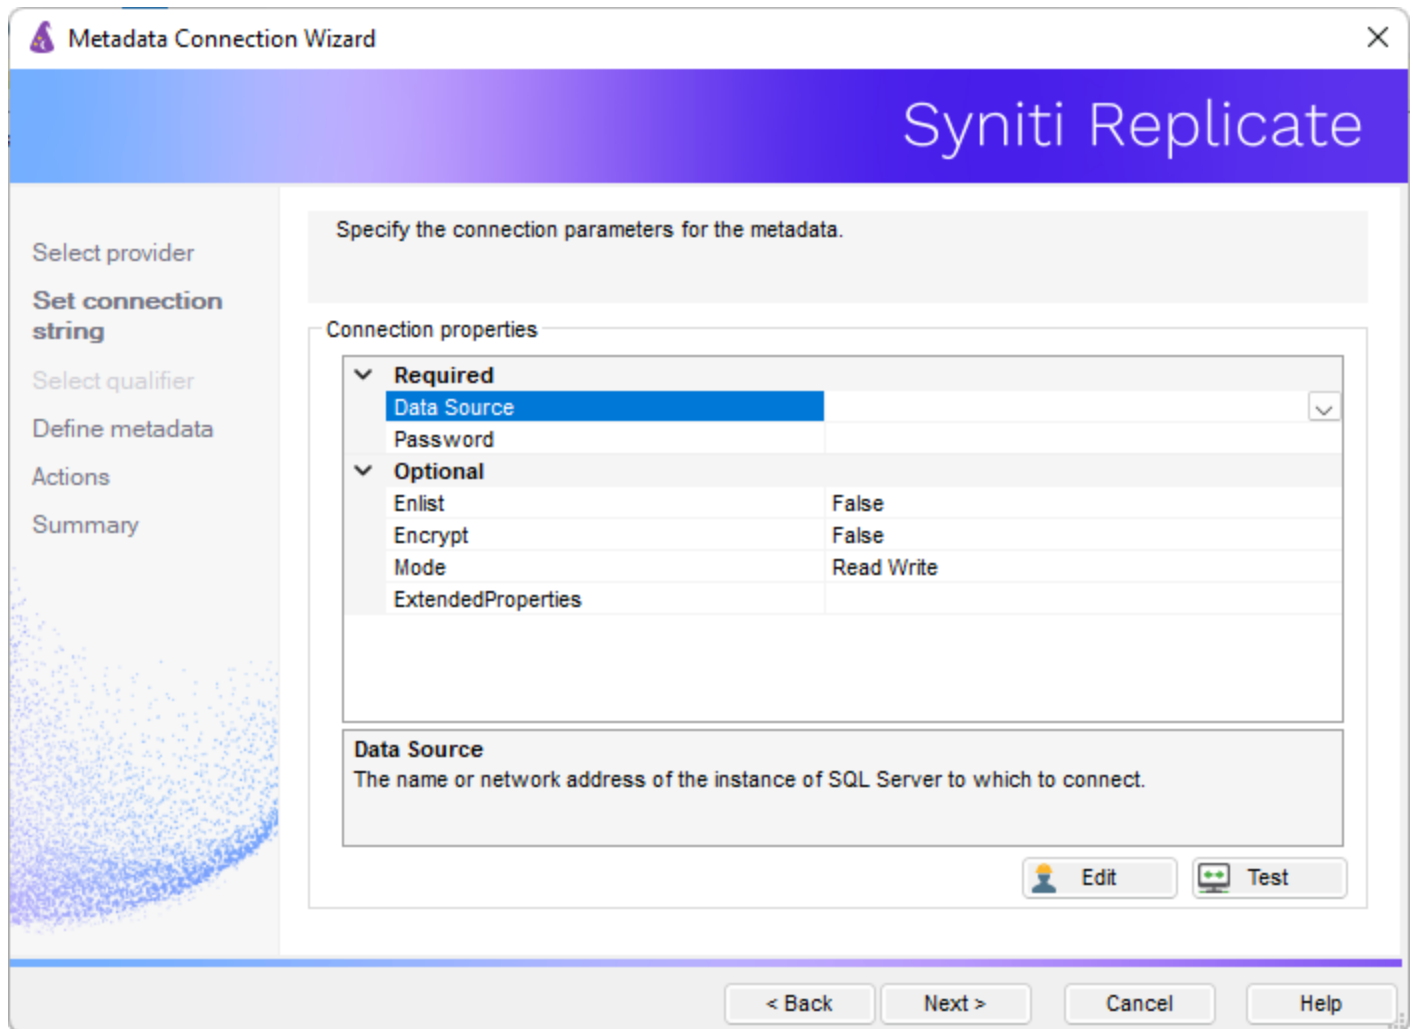 Metadata Connection Wizard
Syniti Replicate
Select provider
Set connection
string
Select qualifier
Define metadata
Actions
Summary
Specify the connection parameters for the metadata.
Connection properties
Required
Data Source
Password
Optional
Enlist False
Encrypt False
Mode Read Write
ExtendedProperties
Data Source
The name or network address of the instance of SQL Server to which to connect.
Edit Test
< Back Next > Cancel Help